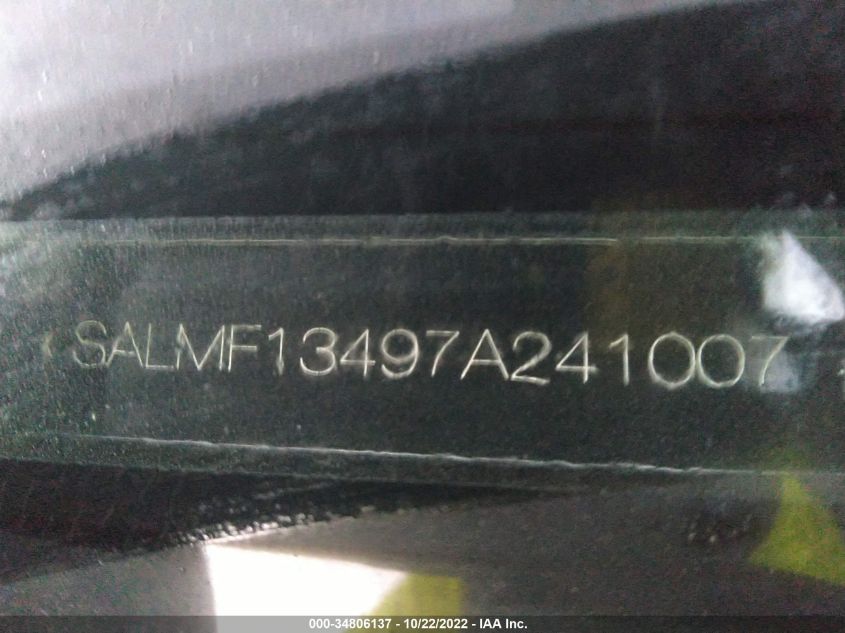 SALMF13497A241007
000-34806137 - 10/22/2022 - IAA Inc.